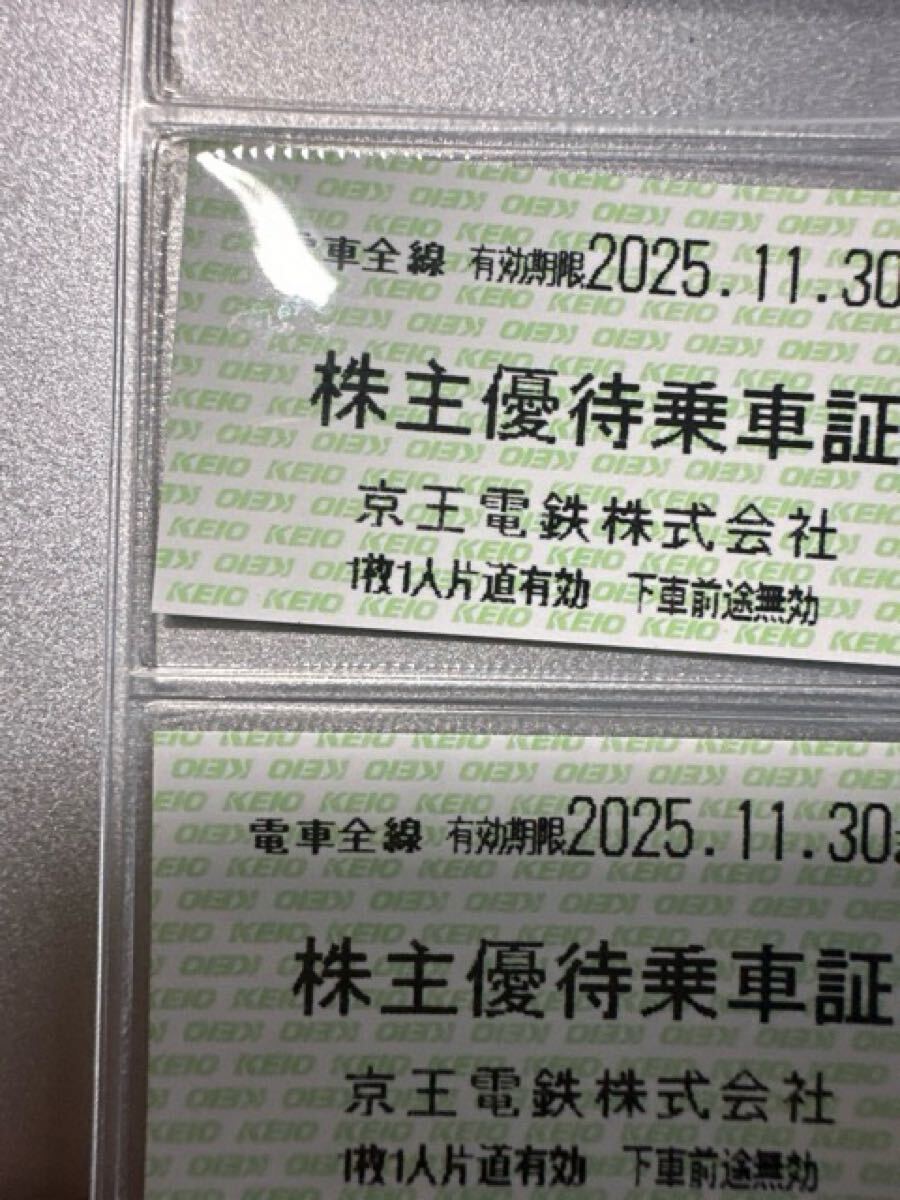 車全線 有効期限2025.11.30
株主優待乗車証
京王電鉄株式会社
1枚1人片道有効 下車前途無効
電車全線 有効期限2025.11.30
株主優待乗車証
京王電鉄株式会社
1枚1人片道有効 下車前途無効